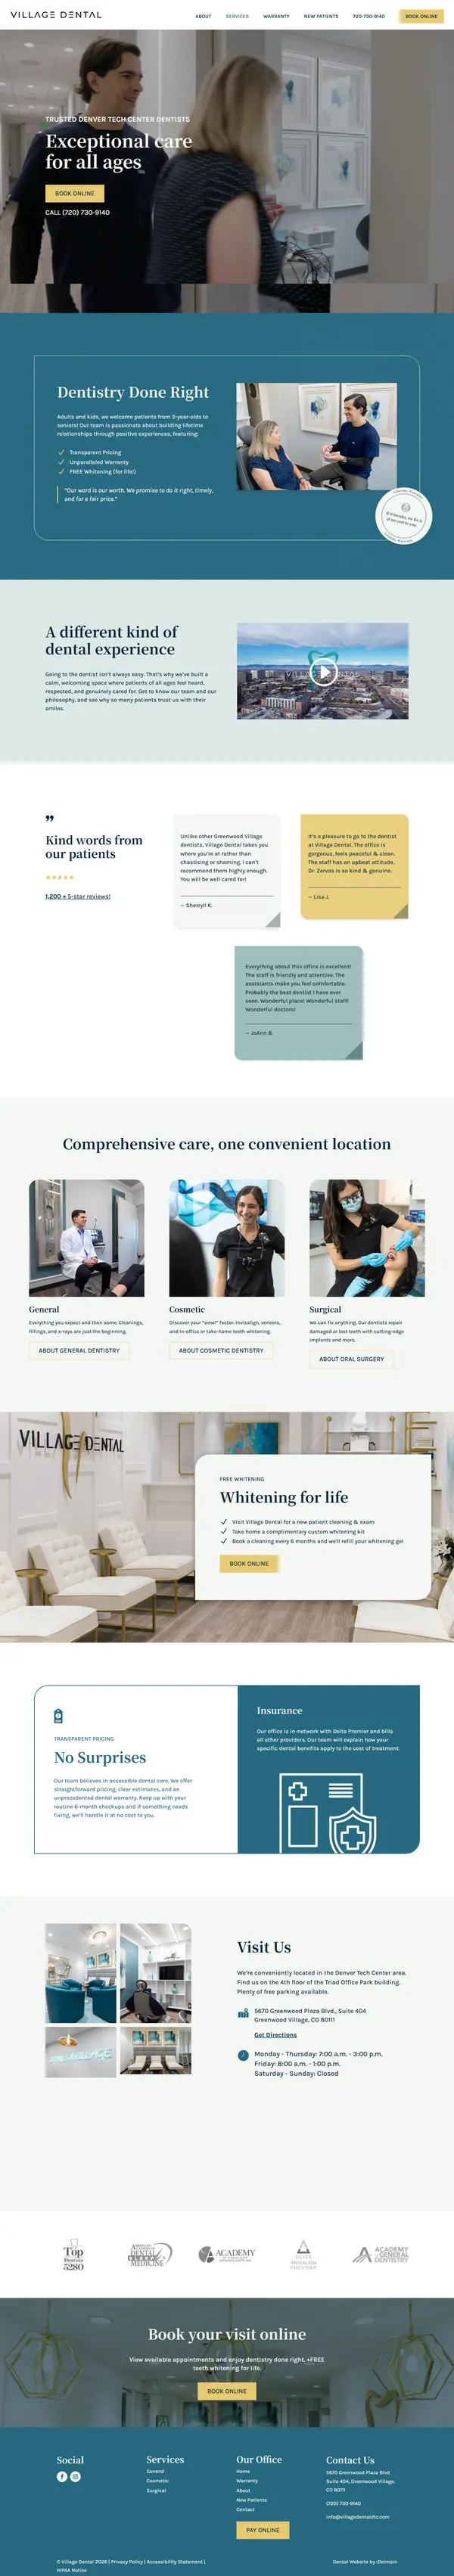 VILLAGE DENTAL
ABOUT
SERVICES
WARRANTY
NEW PATIENTS
720-730-9140
BOOK ONLINE
TRUSTED DENVER TECH CENTER DENTISTS
Exceptional care
for all ages
BOOK ONLINE
CALL (720) 730-9140
Dentistry Done Right
Adults and kids, we welcome patients from 3-year-olds to
seniors! Our team is passionate about building lifetime
relationships through positive experiences, featuring:
Transparent Pricing
Unparalleled Warranty
FREE Whitening (for life!)
"Our word is our worth. We promise to do it right, timely,
and for a fair price."
If it breaks, we fix it
at no cost to you.
A different kind of
dental experience
Going to the dentist isn't always easy. That's why we've built a
calm, welcoming space where patients of all ages feel heard,
respected, and genuinely cared for. Get to know our team and our
philosophy, and see why so many patients trust us with their
smiles.
Kind words from
our patients
1,200 + 5-star reviews!
Unlike other Greenwood Village
dentists, Village Dental takes you
where you're at rather than
chastising or shaming. I can't
recommend them highly enough.
You will be well cared for!
— Sherryll K.
It's a pleasure to go to the dentist
at Village Dental. The office is
gorgeous, feels peaceful & clean.
The staff has an upbeat attitude.
Dr. Zervas is so kind & genuine.
— Lisa J.
Everything about this office is excellent!
The staff is friendly and attentive. The
assistants make you feel comfortable.
Probably the best dentist I have ever
seen. Wonderful place! Wonderful staff!
Wonderful doctors!
— JoAnn B.
Comprehensive care, one convenient location
General
Everything you expect and then some. Cleanings,
fillings, and x-rays are just the beginning.
ABOUT GENERAL DENTISTRY
Cosmetic
Discover your "wow!" factor. Invisalign, veneers,
and in-office or take-home teeth whitening.
ABOUT COSMETIC DENTISTRY
Surgical
We can fix anything. Our dentists repair
damaged or lost teeth with cutting-edge
implants and more.
ABOUT ORAL SURGERY
VILLAGE DENTAL
FREE WHITENING
Whitening for life
Visit Village Dental for a new patient cleaning & exam
Take home a complimentary custom whitening kit
Book a cleaning every 6 months and we'll refill your whitening gel
BOOK ONLINE
TRANSPARENT PRICING
No Surprises
Our team believes in accessible dental care. We offer
straightforward pricing, clear estimates, and an
unprecedented dental warranty. Keep up with your
routine 6-month checkups and if something needs
fixing, we'll handle it at no cost to you.
Insurance
Our office is in-network with Delta Premier and bills
all other providers. Our team will explain how your
specific dental benefits apply to the cost of treatment.
Visit Us
We're conveniently located in the Denver Tech Center area.
Find us on the 4th floor of the Triad Office Park building.
Plenty of free parking available.
5670 Greenwood Plaza Blvd., Suite 404
Greenwood Village, CO 80111
Get Directions
Monday - Thursday: 7:00 a.m. - 3:00 p.m.
Friday: 8:00 a.m. - 1:00 p.m.
Saturday - Sunday: Closed
Top
Dentists
5280
DENTAL
SLEEP
MEDICINE
ACADEMY
SILVER
INVISALIGN
PROVIDER
ACADEMY
of GENERAL
DENTISTRY
Book your visit online
View available appointments and enjoy dentistry done right. +FREE
teeth whitening for life.
BOOK ONLINE
Social
Services
General
Cosmetic
Surgical
Our Office
Home
Warranty
About
New Patients
Contact
PAY ONLINE
Contact Us
5670 Greenwood Plaza Blvd
Suite 404, Greenwood Village,
CO 80111
(720) 730-9140
info@villagedentaldtc.com
© Village Dental 2026 | Privacy Policy | Accessibility Statement |
HIPAA Notice
Dental Website by :Delmain